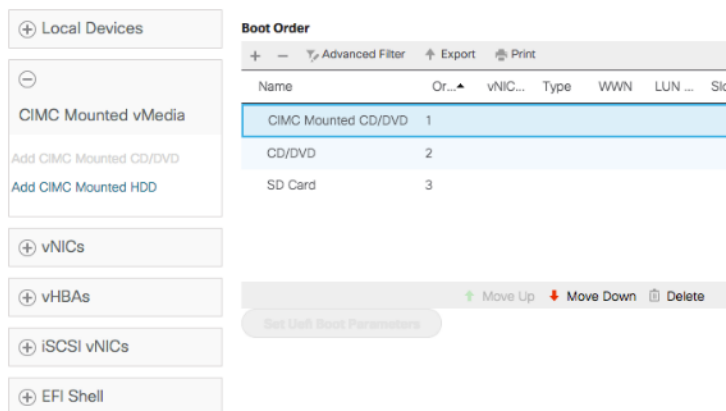 Local Devices
CIMC Mounted vMedia
Add CIMC Mounted CD/DVD
Add CIMC Mounted HDD
vNICs
vHBAs
iSCSI vNICs
EFI Shell
Boot Order
+ − Advanced Filter Export Print
Name Or... vNIC... Type WWN LUN ... Slo
CIMC Mounted CD/DVD 1
CD/DVD 2
SD Card 3
Move Up Move Down Delete
Set Uefi Boot Parameters